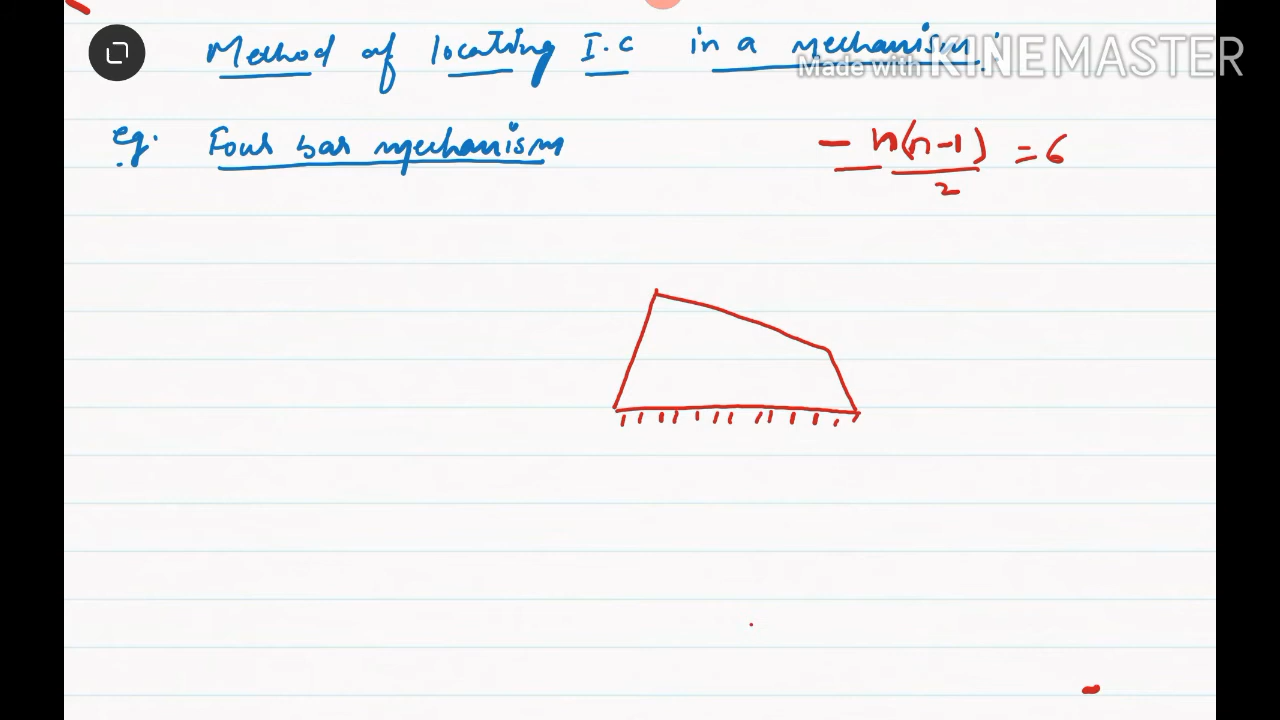 Method of locating I.C in a mechanism:
Made with KINEMASTER
eg. Four bar mechanism
- n(n-1)/2 = 6